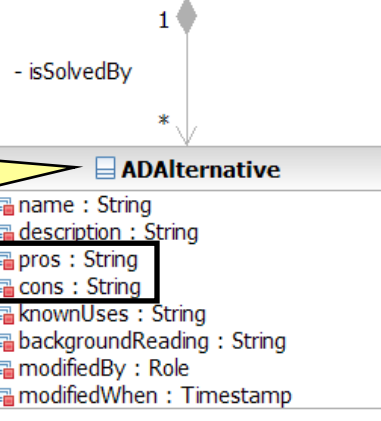 1
- isSolvedBy
*
ADAlternative
name : String
description : String
pros : String
cons : String
knownUses : String
backgroundReading : String
modifiedBy : Role
modifiedWhen : Timestamp